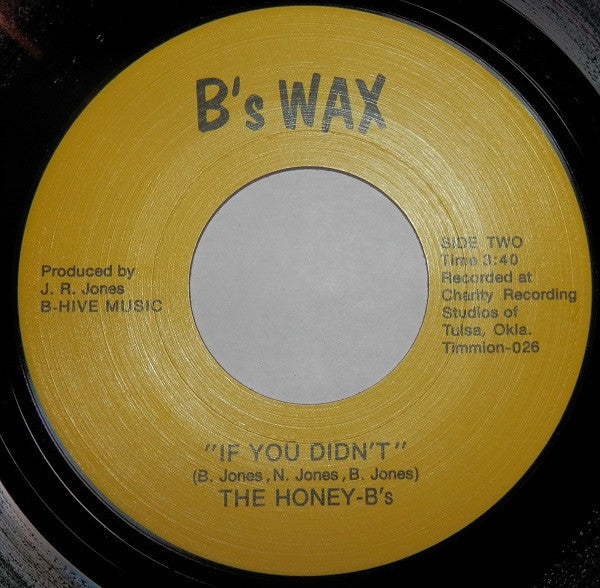 B's WAX
Produced by
J. R. Jones
B-HIVE MUSIC
SIDE TWO
Time 3:40
Recorded at
Charity Recording
Studios of
Tulsa, Okla.
Timmion-026
"IF YOU DIDN'T"
(B. Jones, N. Jones, B. Jones)
THE HONEY-B's